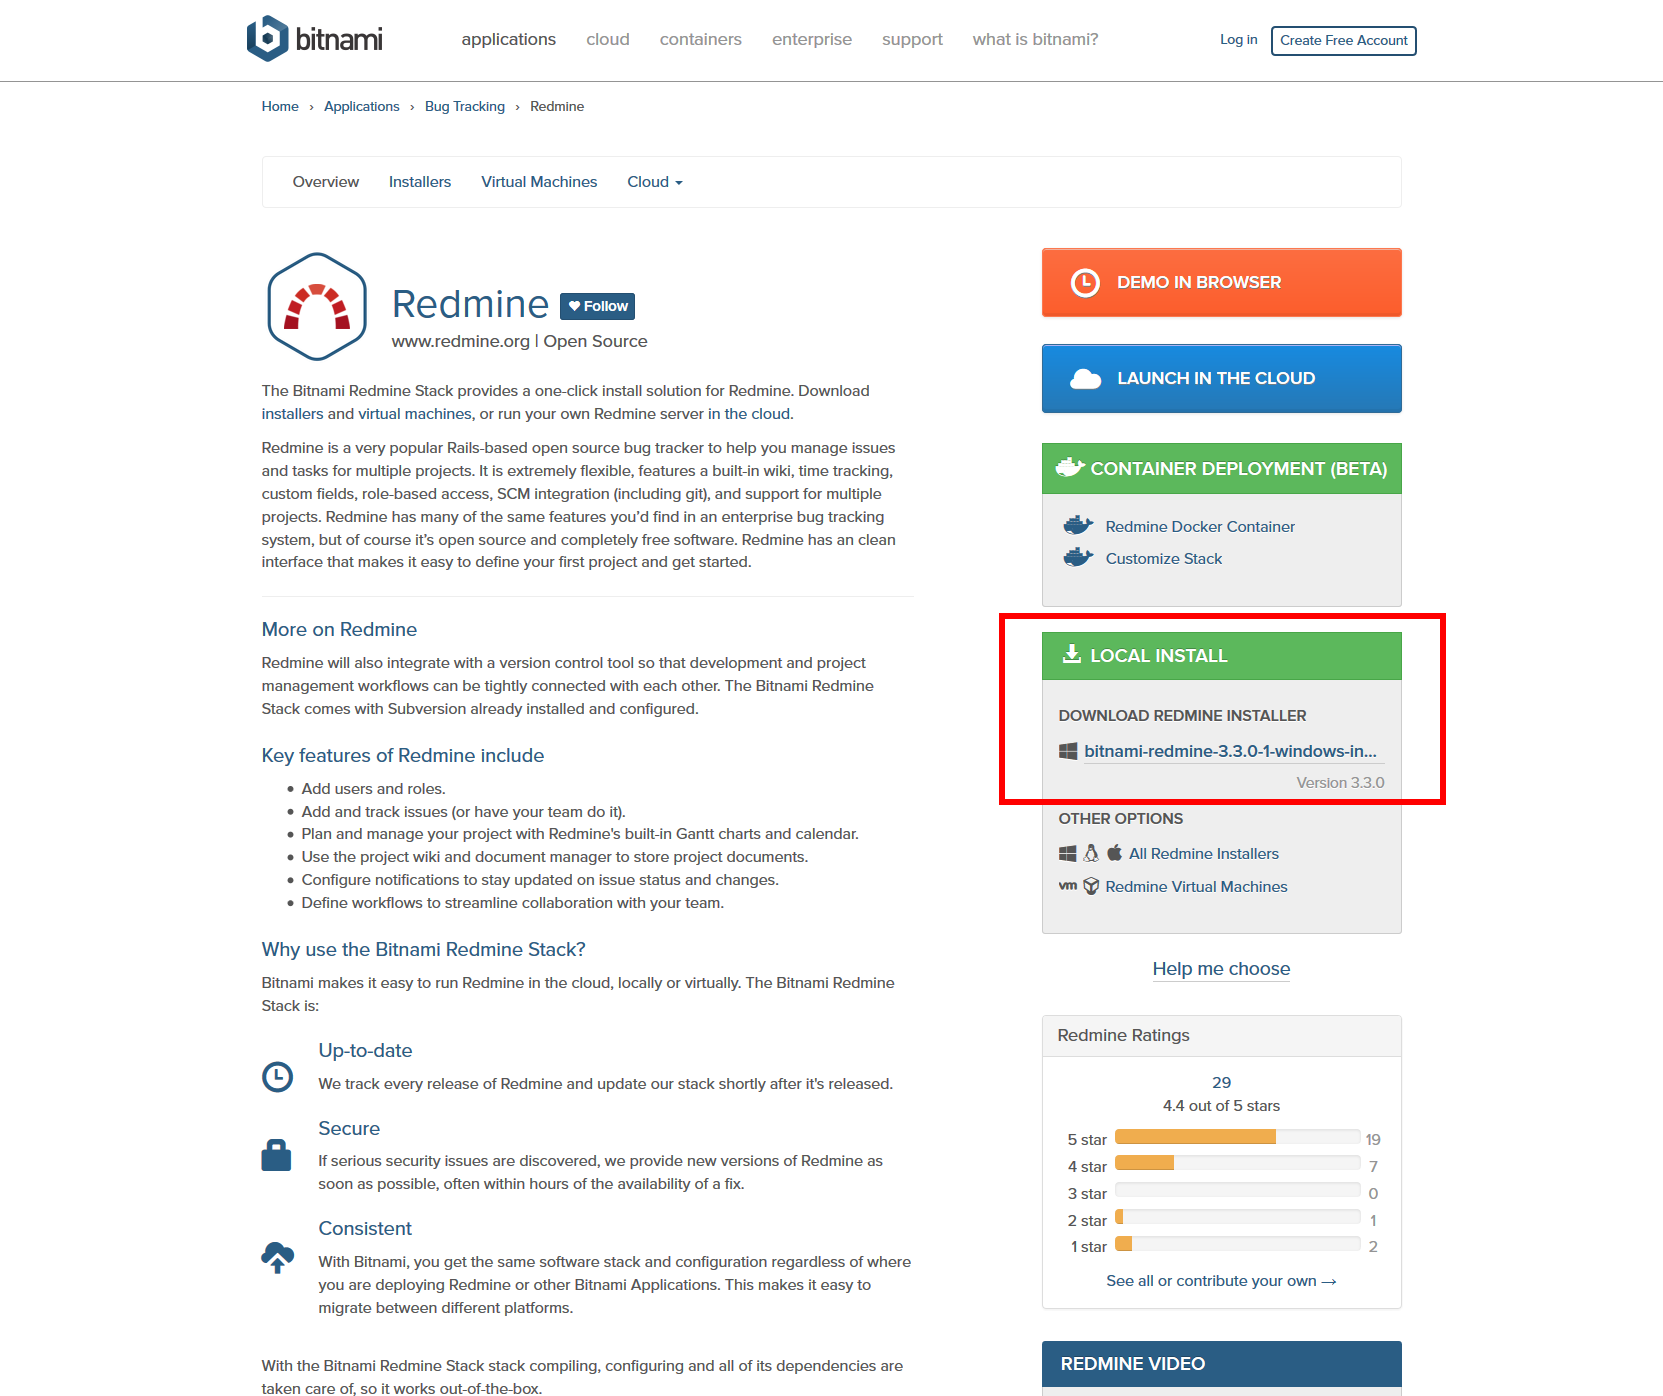 bitnami
applications cloud containers enterprise support what is bitnami?
Log in Create Free Account
Home › Applications › Bug Tracking › Redmine
Overview Installers Virtual Machines Cloud
Redmine Follow
www.redmine.org | Open Source
The Bitnami Redmine Stack provides a one-click install solution for Redmine. Download
installers and virtual machines, or run your own Redmine server in the cloud.
Redmine is a very popular Rails-based open source bug tracker to help you manage issues
and tasks for multiple projects. It is extremely flexible, features a built-in wiki, time tracking,
custom fields, role-based access, SCM integration (including git), and support for multiple
projects. Redmine has many of the same features you’d find in an enterprise bug tracking
system, but of course it’s open source and completely free software. Redmine has an clean
interface that makes it easy to define your first project and get started.
More on Redmine
Redmine will also integrate with a version control tool so that development and project
management workflows can be tightly connected with each other. The Bitnami Redmine
Stack comes with Subversion already installed and configured.
Key features of Redmine include
• Add users and roles.
• Add and track issues (or have your team do it).
• Plan and manage your project with Redmine's built-in Gantt charts and calendar.
• Use the project wiki and document manager to store project documents.
• Configure notifications to stay updated on issue status and changes.
• Define workflows to streamline collaboration with your team.
Why use the Bitnami Redmine Stack?
Bitnami makes it easy to run Redmine in the cloud, locally or virtually. The Bitnami Redmine
Stack is:
Up-to-date
We track every release of Redmine and update our stack shortly after it's released.
Secure
If serious security issues are discovered, we provide new versions of Redmine as
soon as possible, often within hours of the availability of a fix.
Consistent
With Bitnami, you get the same software stack and configuration regardless of where
you are deploying Redmine or other Bitnami Applications. This makes it easy to
migrate between different platforms.
With the Bitnami Redmine Stack stack compiling, configuring and all of its dependencies are
taken care of, so it works out-of-the-box.
DEMO IN BROWSER
LAUNCH IN THE CLOUD
CONTAINER DEPLOYMENT (BETA)
Redmine Docker Container
Customize Stack
LOCAL INSTALL
DOWNLOAD REDMINE INSTALLER
bitnami-redmine-3.3.0-1-windows-in...
Version 3.3.0
OTHER OPTIONS
All Redmine Installers
vm Redmine Virtual Machines
Help me choose
Redmine Ratings
29
4.4 out of 5 stars
5 star 19
4 star 7
3 star 0
2 star 1
1 star 2
See all or contribute your own →
REDMINE VIDEO